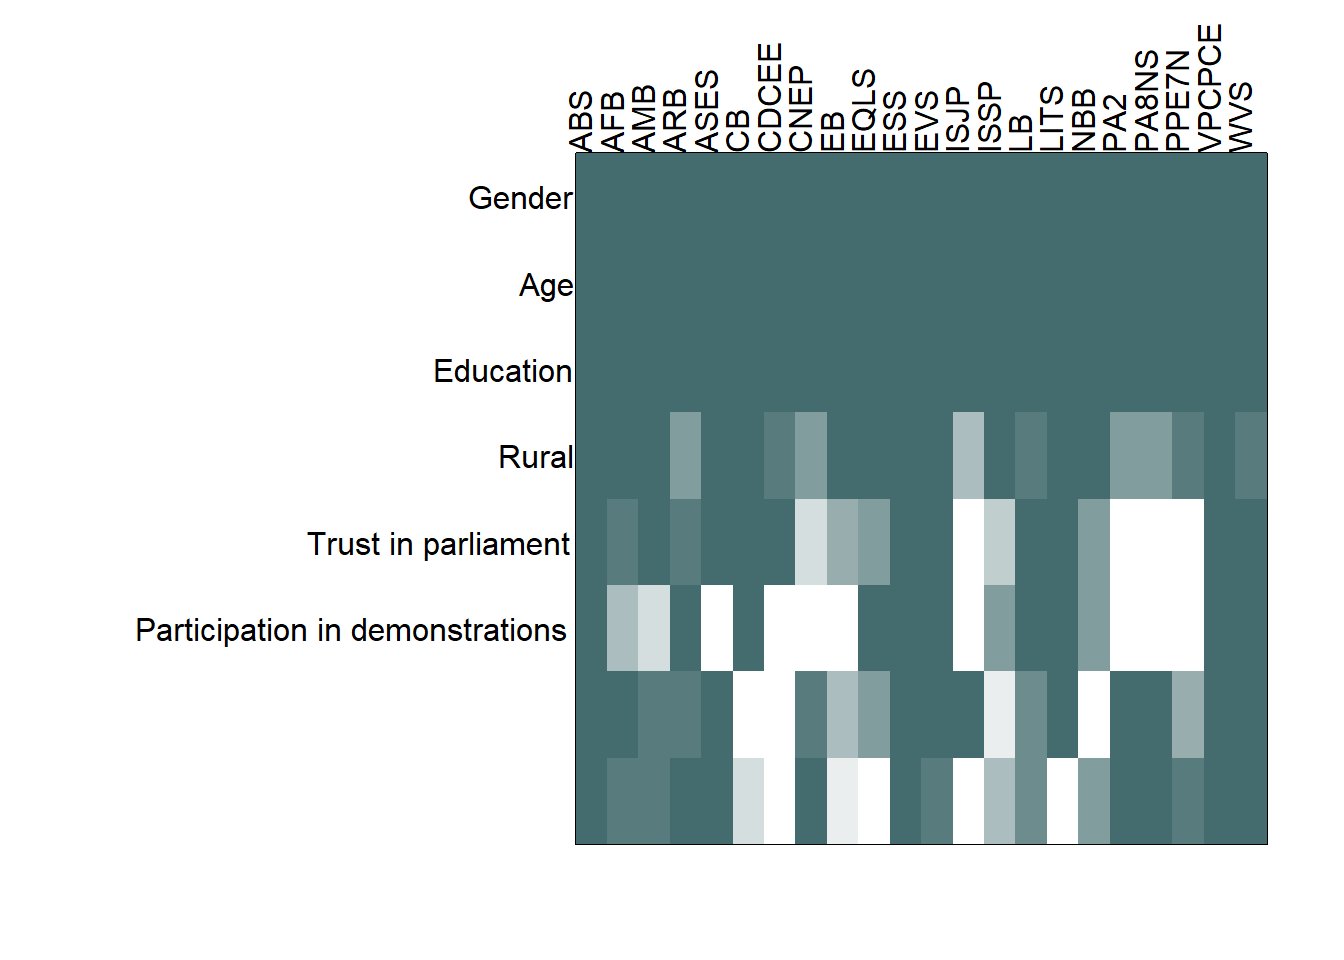 ABS
AFB
AMB
ARB
ASES
CB
CDCEE
CNEP
EB
EQLS
ESS
EVS
ISJP
ISSP
LB
LITS
NBB
PA2
PA8NS
PPE7N
VPCPCE
WVS
Gender
Age
Education
Rural
Trust in parliament
Participation in demonstrations